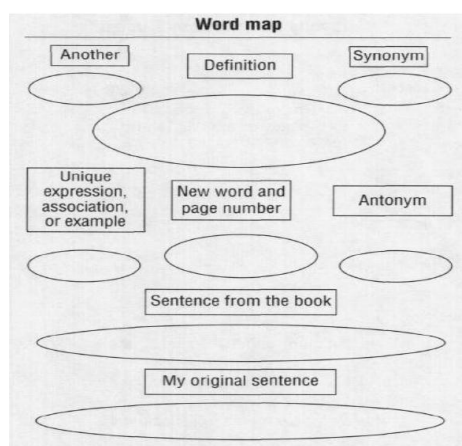 Word map
Another
Definition
Synonym
Unique
expression,
association,
or example
New word and
page number
Antonym
Sentence from the book
My original sentence